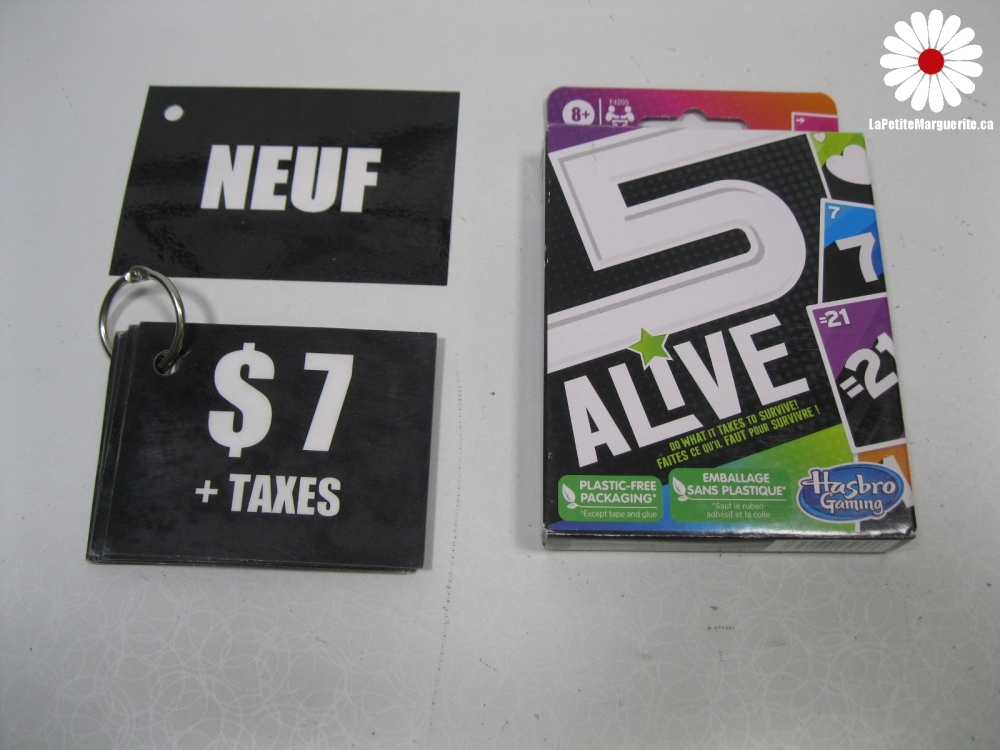 LaPetiteMarguerite.ca
NEUF
$ 7
+ TAXES
8+
F4205
5
ALIVE
DO WHAT IT TAKES TO SURVIVE!
FAITES CE QU'IL FAUT POUR SURVIVRE !
PLASTIC-FREE
PACKAGING*
*Except tape and glue
EMBALLAGE
SANS PLASTIQUE*
*Sauf le ruban
adhésif et la colle
Hasbro
Gaming
7
7
=21
=21